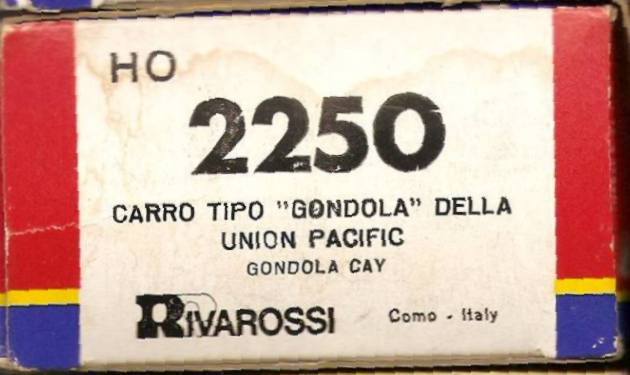 HO
2250
CARRO TIPO "GONDOLA" DELLA
UNION PACIFIC
GONDOLA CAY
RIVAROSSI Como - Italy